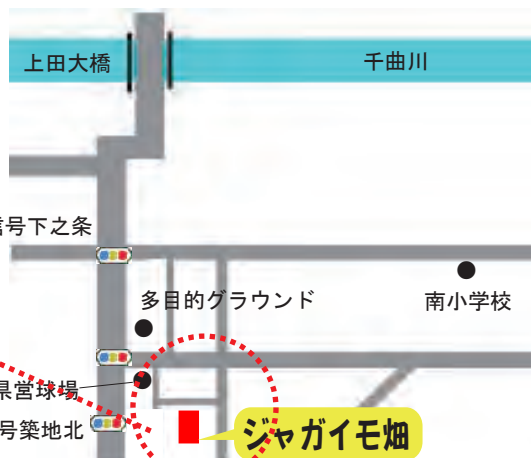 上田大橋
千曲川
信号下之条
多目的グラウンド
南小学校
県営球場
号築地北
ジャガイモ畑